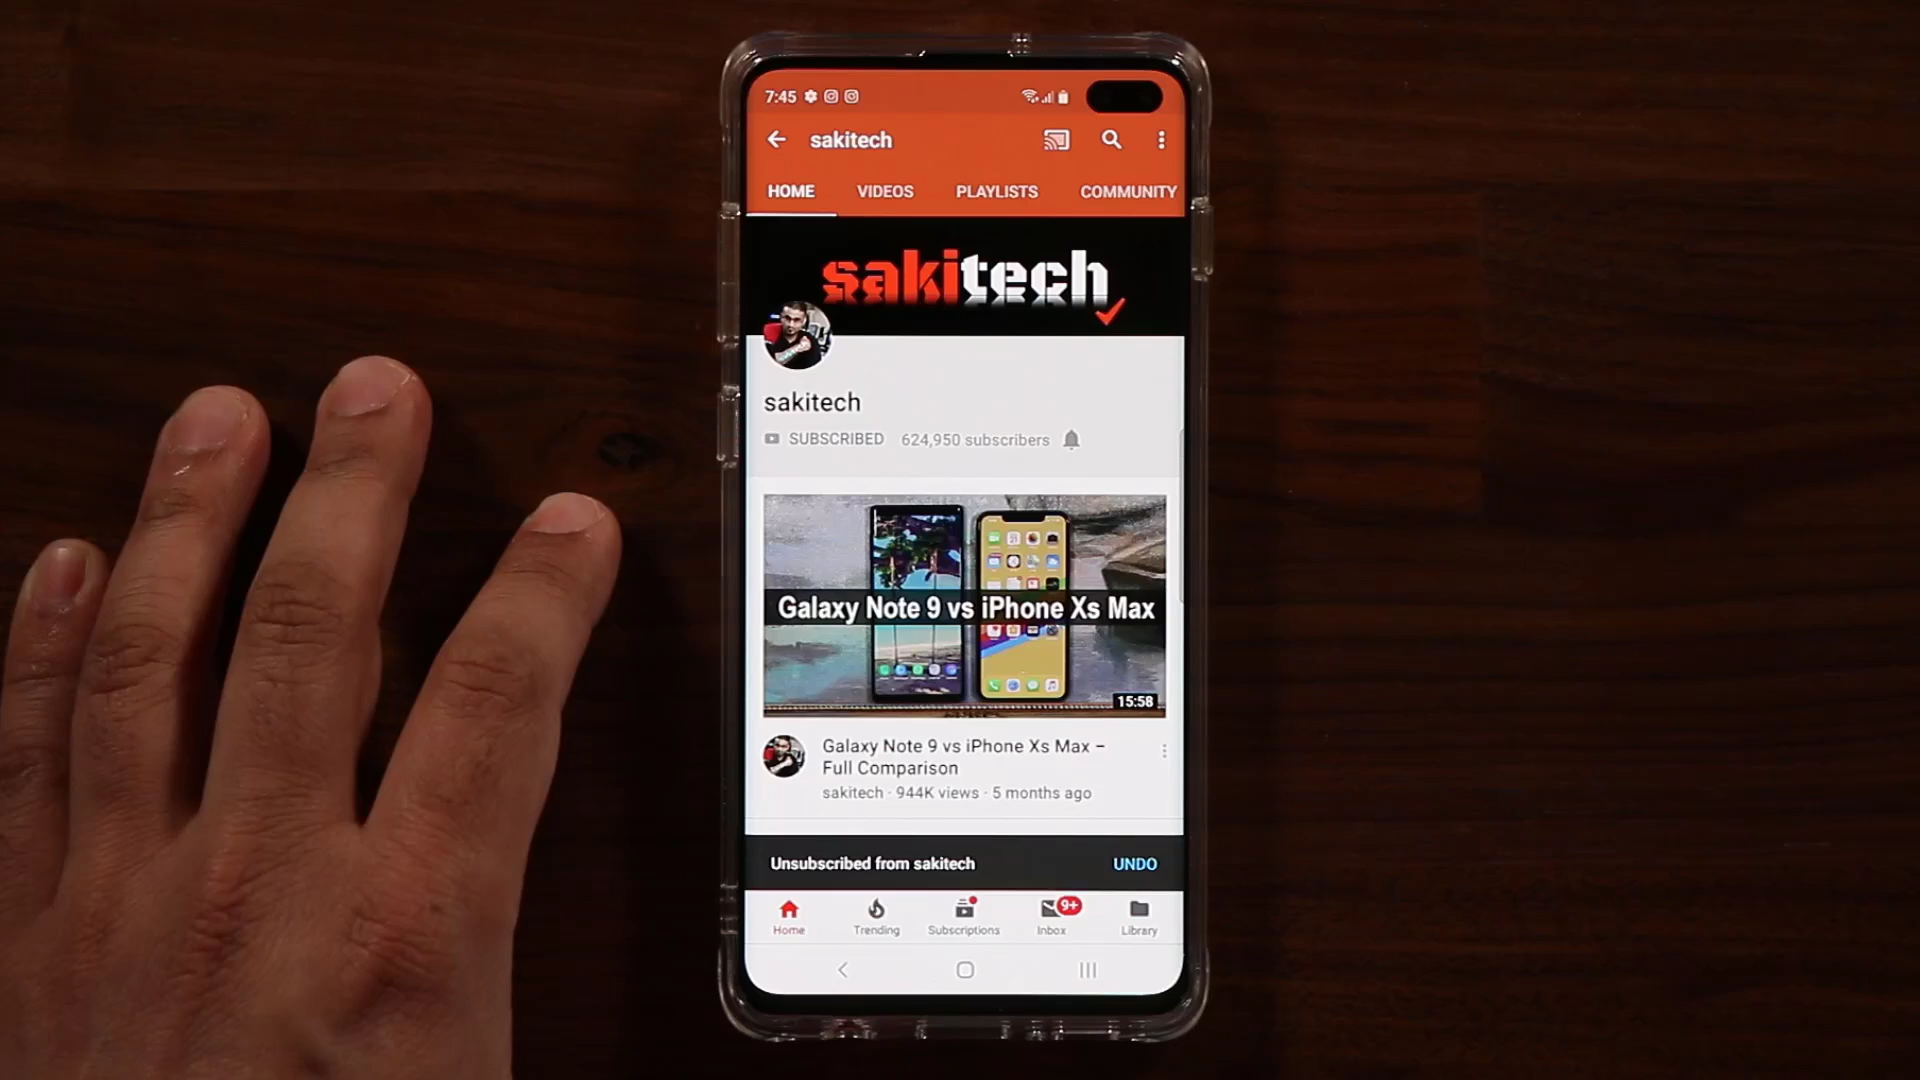 7:45
sakitech
HOME VIDEOS PLAYLISTS COMMUNITY
sakitech
sakitech
SUBSCRIBED 624,950 subscribers
Galaxy Note 9 vs iPhone Xs Max
15:58
Galaxy Note 9 vs iPhone Xs Max –
Full Comparison
sakitech · 944K views · 5 months ago
Unsubscribed from sakitech UNDO
9+
Home Trending Subscriptions Inbox Library